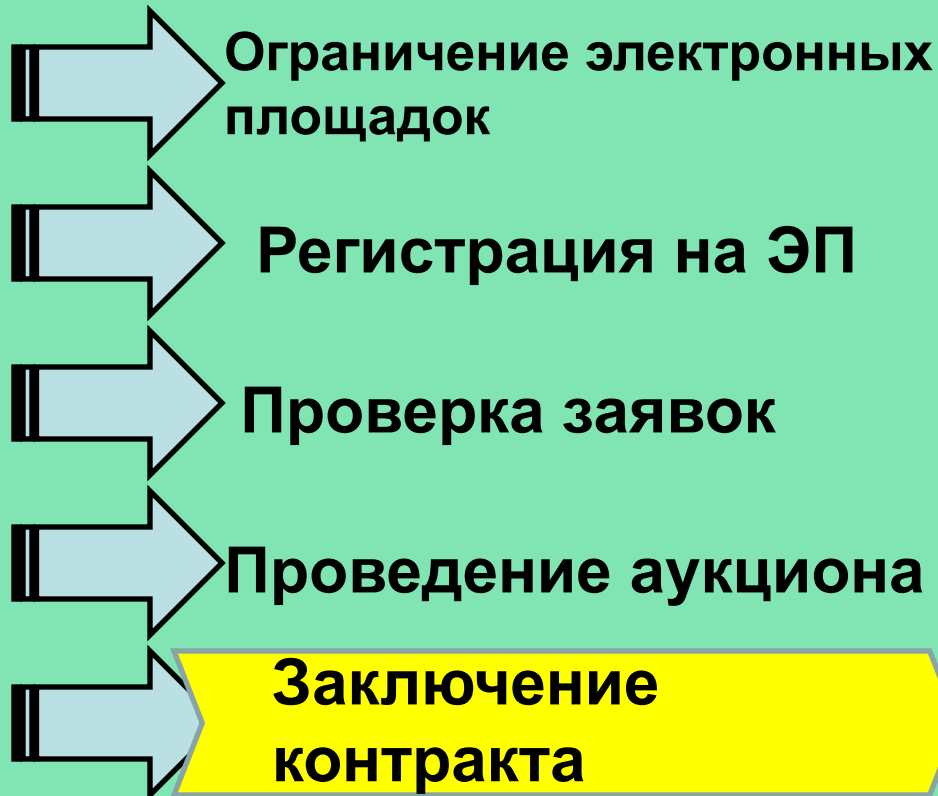 Ограничение электронных
площадок
Регистрация на ЭП
Проверка заявок
Проведение аукциона
Заключение
контракта